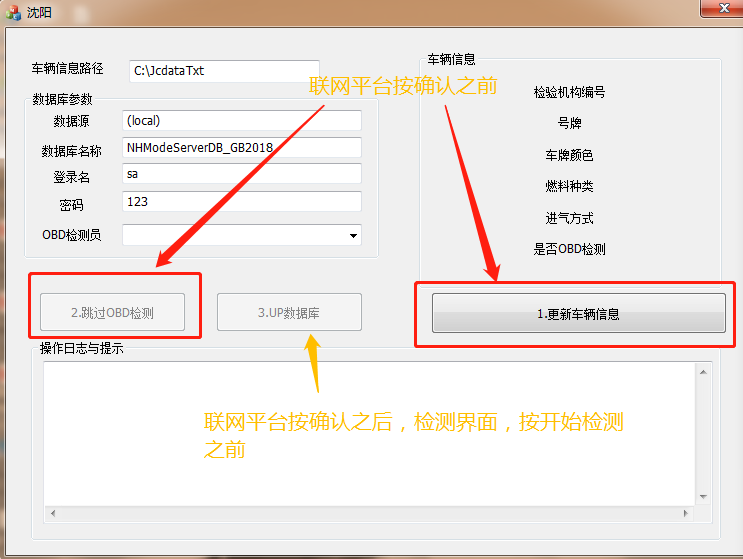 沈阳
车辆信息路径
C:\JcdataTxt
联网平台按确认之前
车辆信息
数据库参数
数据源
(local)
数据库名称
NHModeServerDB_GB2018
登录名
sa
密码
123
OBD检测员
检验机构编号
号牌
车牌颜色
燃料种类
进气方式
是否OBD检测
2.跳过OBD检测
3.UP数据库
1.更新车辆信息
操作日志与提示
联网平台按确认之后，检测界面，按开始检测
之前